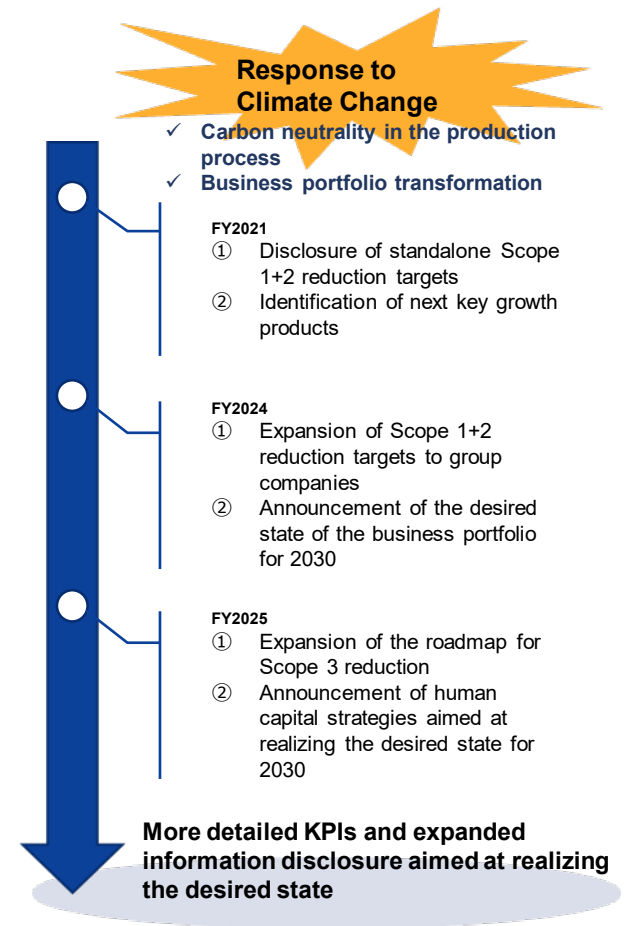 Response to
Climate Change
✓ Carbon neutrality in the production
process
✓ Business portfolio transformation
FY2021
① Disclosure of standalone Scope
1+2 reduction targets
② Identification of next key growth
products
FY2024
① Expansion of Scope 1+2
reduction targets to group
companies
② Announcement of the desired
state of the business portfolio
for 2030
FY2025
① Expansion of the roadmap for
Scope 3 reduction
② Announcement of human
capital strategies aimed at
realizing the desired state for
2030
More detailed KPIs and expanded
information disclosure aimed at realizing
the desired state